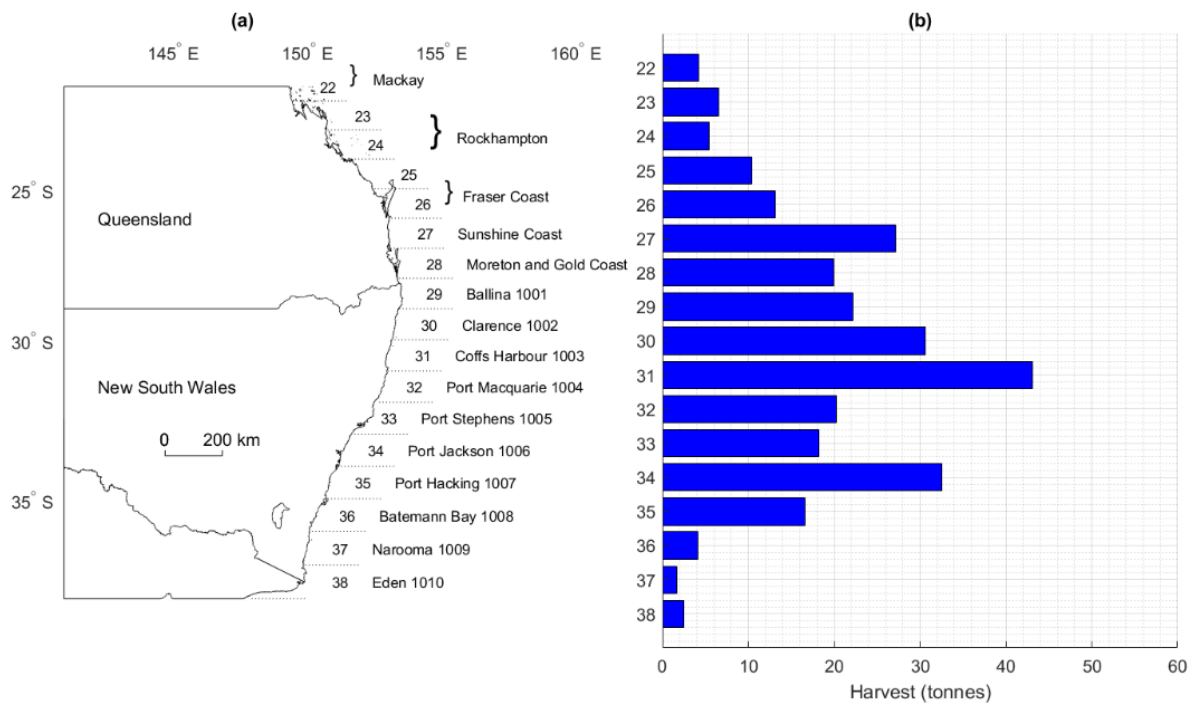 (a)
145° E 150° E 155° E 160° E
22 } Mackay
23
24 } Rockhampton
25
25° S
26 } Fraser Coast
Queensland
27 Sunshine Coast
28 Moreton and Gold Coast
29 Ballina 1001
30 Clarence 1002
30° S
31 Coffs Harbour 1003
New South Wales
32 Port Macquarie 1004
33 Port Stephens 1005
0 200 km
34 Port Jackson 1006
35 Port Hacking 1007
35° S
36 Batemann Bay 1008
37 Narooma 1009
38 Eden 1010
(b)
22
23
24
25
26
27
28
29
30
31
32
33
34
35
36
37
38
0 10 20 30 40 50 60
Harvest (tonnes)